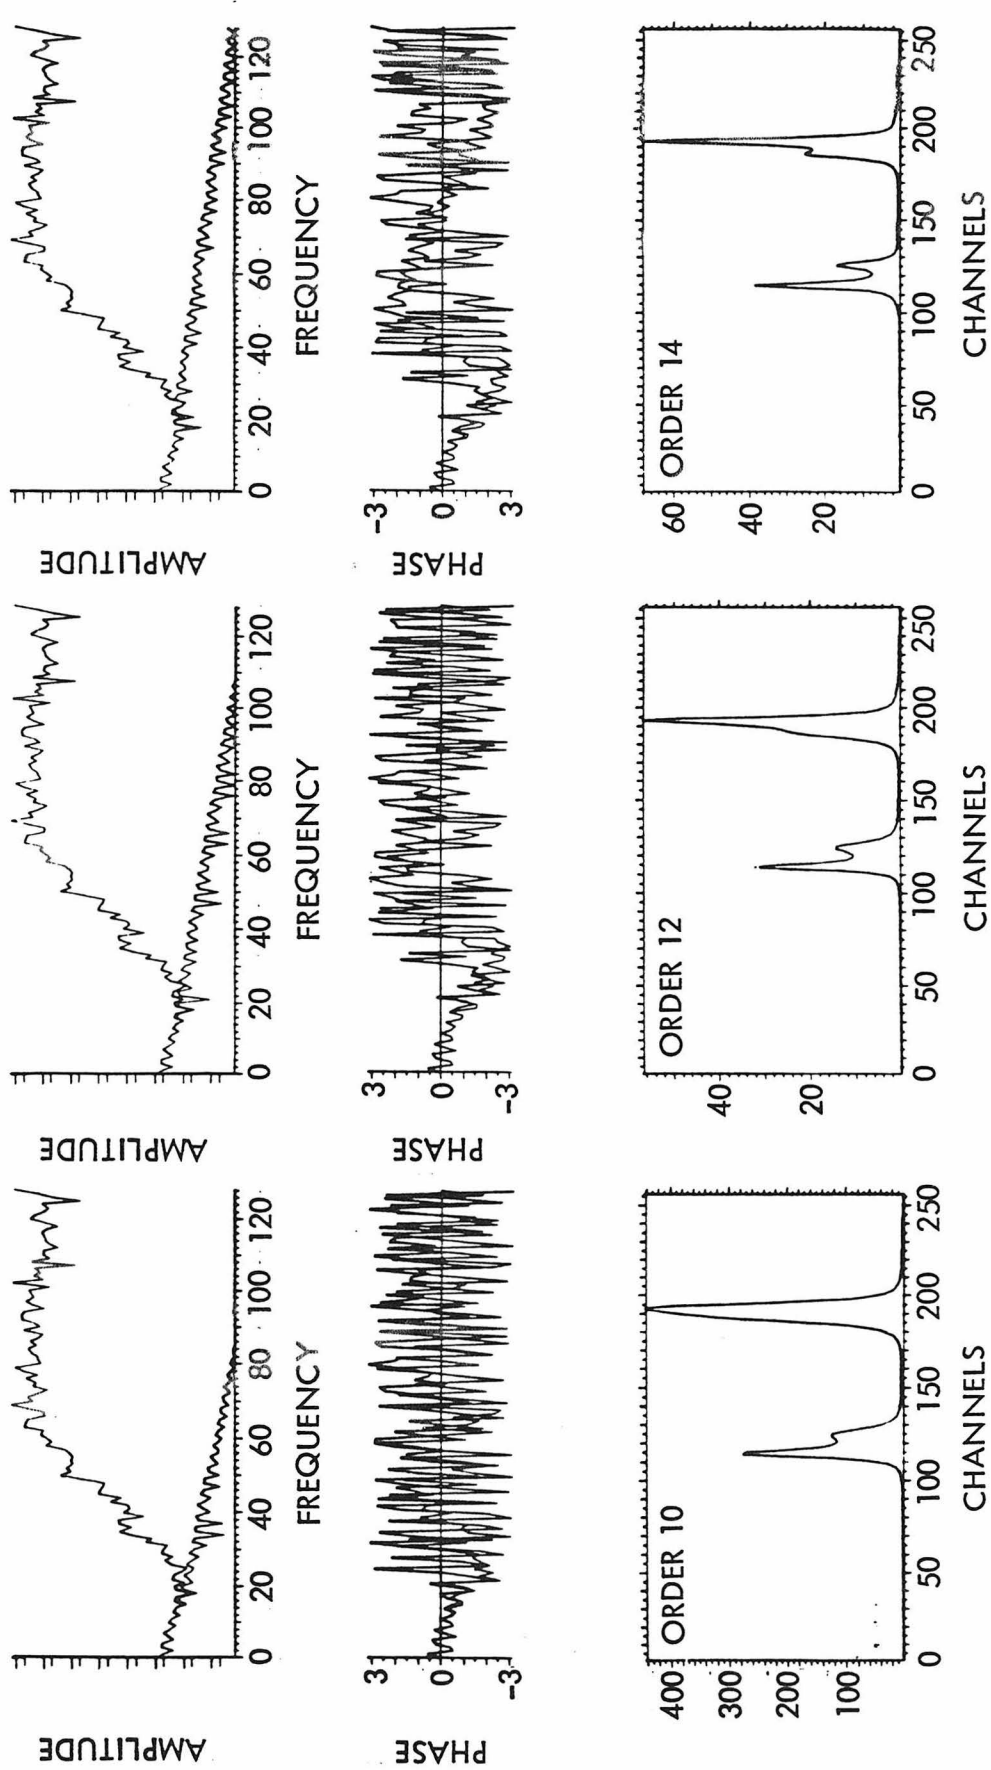 AMPLITUDE
0 20 40 60 80 100 120
FREQUENCY
AMPLITUDE
0 20 40 60 80 100 120
FREQUENCY
AMPLITUDE
0 20 40 60 80 100 120
FREQUENCY
PHASE
3
0
-3
PHASE
3
0
-3
PHASE
-3
0
3
ORDER 10
400
300
200
100
0 50 100 150 200 250
CHANNELS
ORDER 12
40
20
0 50 100 150 200 250
CHANNELS
ORDER 14
60
40
20
0 50 100 150 200 250
CHANNELS